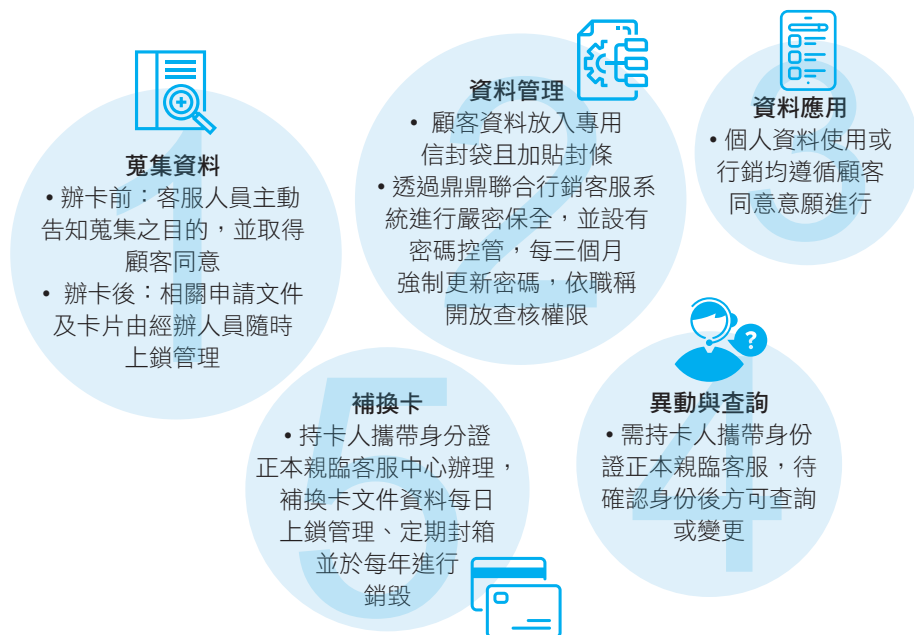 1
蒐集資料
• 辦卡前：客服人員主動
告知蒐集之目的，並取得
顧客同意
• 辦卡後：相關申請文件
及卡片由經辦人員隨時
上鎖管理
2
資料管理
• 顧客資料放入專用
信封袋且加貼封條
• 透過鼎鼎聯合行銷客服系
統進行嚴密保全，並設有
密碼控管，每三個月
強制更新密碼，依職稱
開放查核權限
3
資料應用
• 個人資料使用或
行銷均遵循顧客
同意意願進行
4
?
異動與查詢
• 需持卡人攜帶身份
證正本親臨客服，待
確認身份後方可查詢
或變更
5
補換卡
• 持卡人攜帶身分證
正本親臨客服中心辦理，
補換卡文件資料每日
上鎖管理、定期封箱
並於每年進行
銷毀